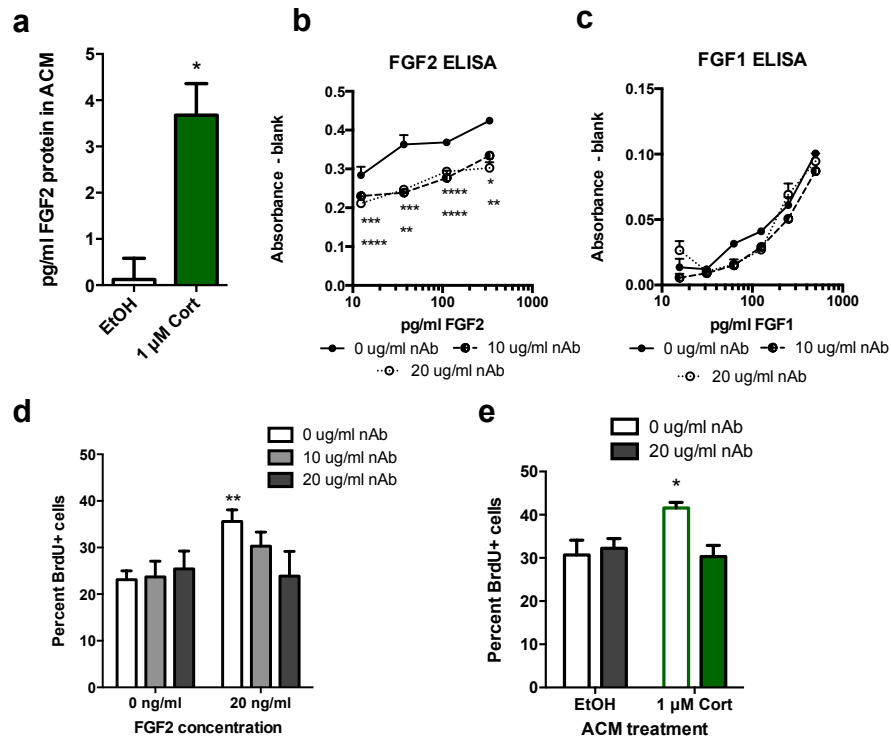 a
pg/ml FGF2 protein in ACM
5
4
3
2
1
0
*
EtOH
1 µM Cort
b
FGF2 ELISA
Absorbance - blank
0.5
0.4
0.3
0.2
0.1
0.0
***
****
***
**
****
****
*
**
10
100
1000
pg/ml FGF2
0 ug/ml nAb
10 ug/ml nAb
20 ug/ml nAb
c
FGF1 ELISA
Absorbance - blank
0.15
0.10
0.05
0.00
10
100
1000
pg/ml FGF1
0 ug/ml nAb
10 ug/ml nAb
20 ug/ml nAb
d
0 ug/ml nAb
10 ug/ml nAb
20 ug/ml nAb
Percent BrdU+ cells
50
40
30
20
10
0
**
0 ng/ml
20 ng/ml
FGF2 concentration
e
0 ug/ml nAb
20 ug/ml nAb
Percent BrdU+ cells
50
40
30
20
10
0
*
EtOH
1 µM Cort
ACM treatment